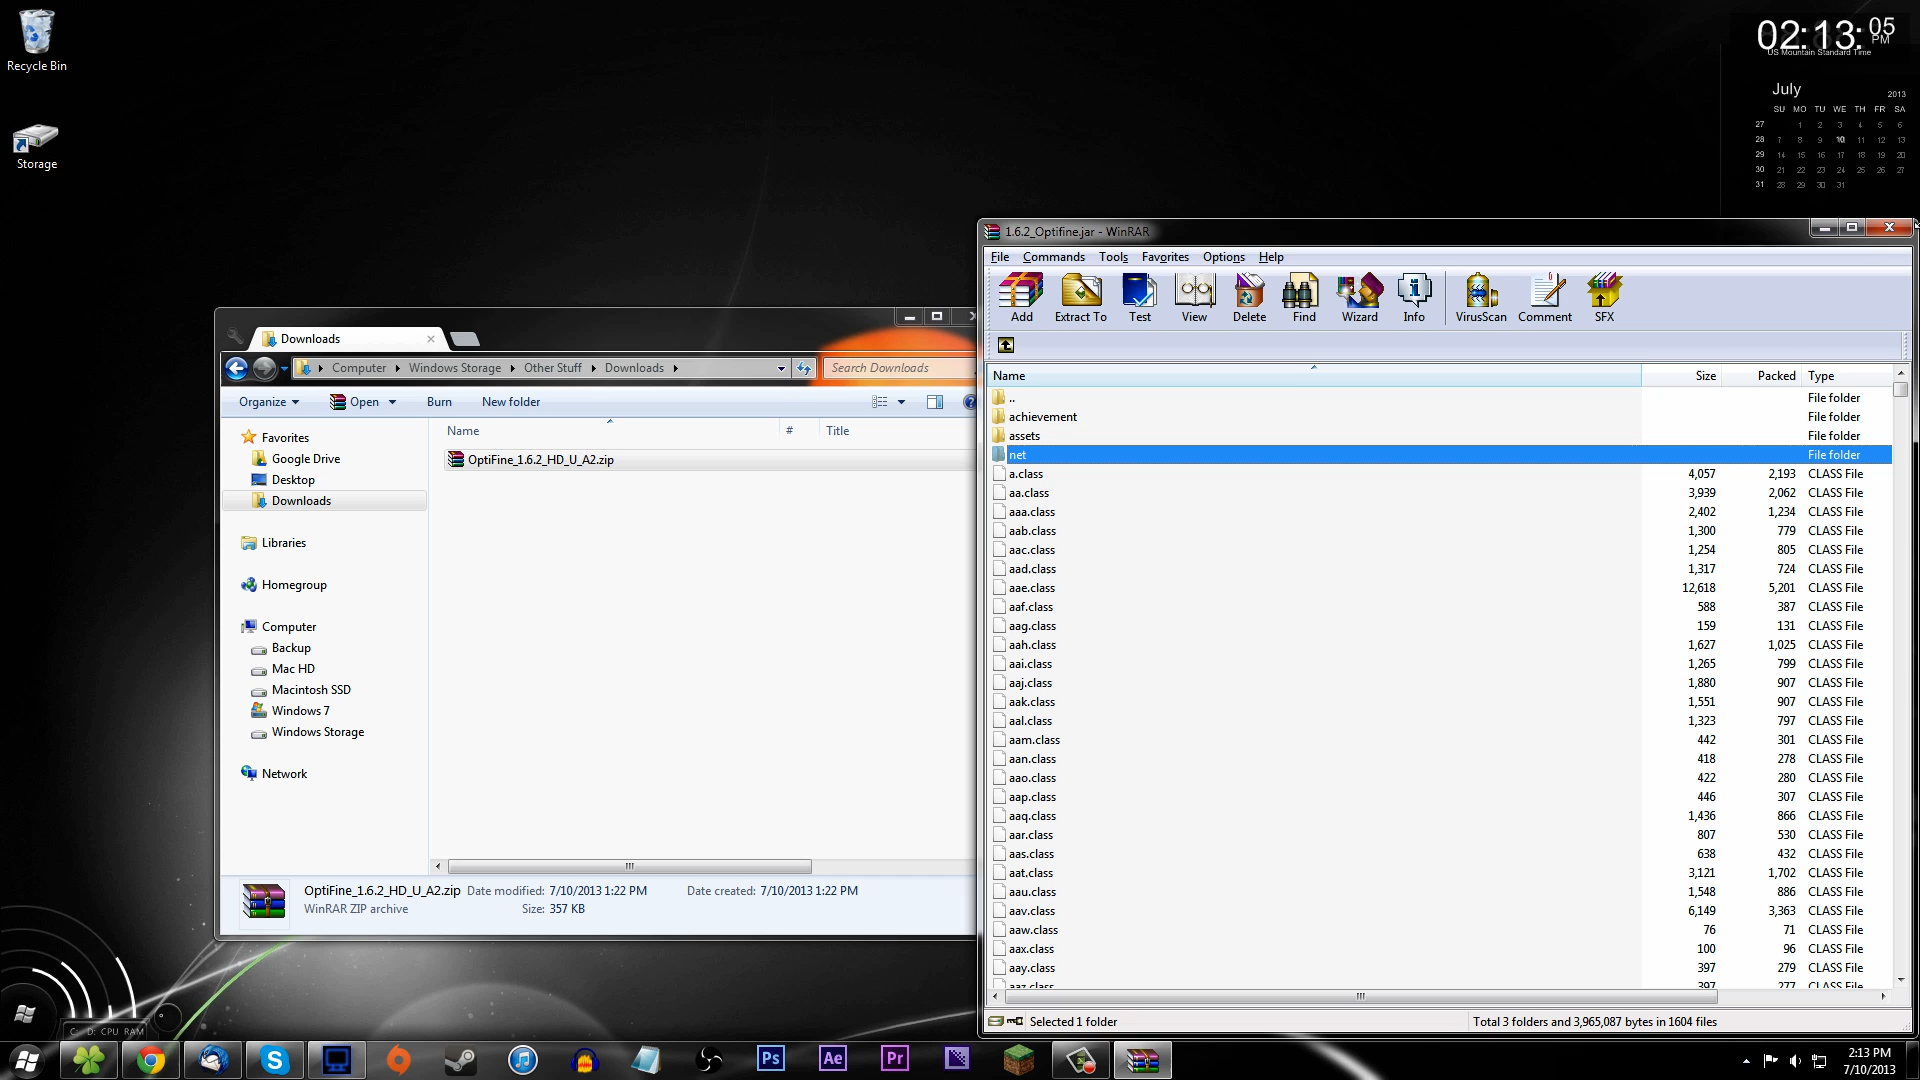 Recycle Bin
Storage
02:13:05 PM
US Mountain Standard Time
July 2013
SU MO TU WE TH FR SA
27 1 2 3 4 5 6
28 7 8 9 10 11 12 13
29 14 15 16 17 18 19 20
30 21 22 23 24 25 26 27
31 28 29 30 31
Downloads
Computer Windows Storage Other Stuff Downloads Search Downloads
Organize Open Burn New folder
Name # Title
Favorites
Google Drive
Desktop
Downloads
Libraries
Homegroup
Computer
Backup
Mac HD
Macintosh SSD
Windows 7
Windows Storage
Network
OptiFine_1.6.2_HD_U_A2.zip
OptiFine_1.6.2_HD_U_A2.zip Date modified: 7/10/2013 1:22 PM Date created: 7/10/2013 1:22 PM
WinRAR ZIP archive Size: 357 KB
1.6.2_Optifine.jar - WinRAR
File Commands Tools Favorites Options Help
Add Extract To Test View Delete Find Wizard Info VirusScan Comment SFX
Name Size Packed Type
.. File folder
achievement File folder
assets File folder
net File folder
a.class 4,057 2,193 CLASS File
aa.class 3,939 2,062 CLASS File
aaa.class 2,402 1,234 CLASS File
aab.class 1,300 779 CLASS File
aac.class 1,254 805 CLASS File
aad.class 1,317 724 CLASS File
aae.class 12,618 5,201 CLASS File
aaf.class 588 387 CLASS File
aag.class 159 131 CLASS File
aah.class 1,627 1,025 CLASS File
aai.class 1,265 799 CLASS File
aaj.class 1,880 907 CLASS File
aak.class 1,551 907 CLASS File
aal.class 1,323 797 CLASS File
aam.class 442 301 CLASS File
aan.class 418 278 CLASS File
aao.class 422 280 CLASS File
aap.class 446 307 CLASS File
aaq.class 1,436 866 CLASS File
aar.class 807 530 CLASS File
aas.class 638 432 CLASS File
aat.class 3,121 1,702 CLASS File
aau.class 1,548 886 CLASS File
aav.class 6,149 3,363 CLASS File
aaw.class 76 71 CLASS File
aax.class 100 96 CLASS File
aay.class 397 279 CLASS File
aaz.class 397 277 CLASS File
Selected 1 folder Total 3 folders and 3,965,087 bytes in 1604 files
C: D: CPU RAM
Ps Ae Pr
2:13 PM
7/10/2013